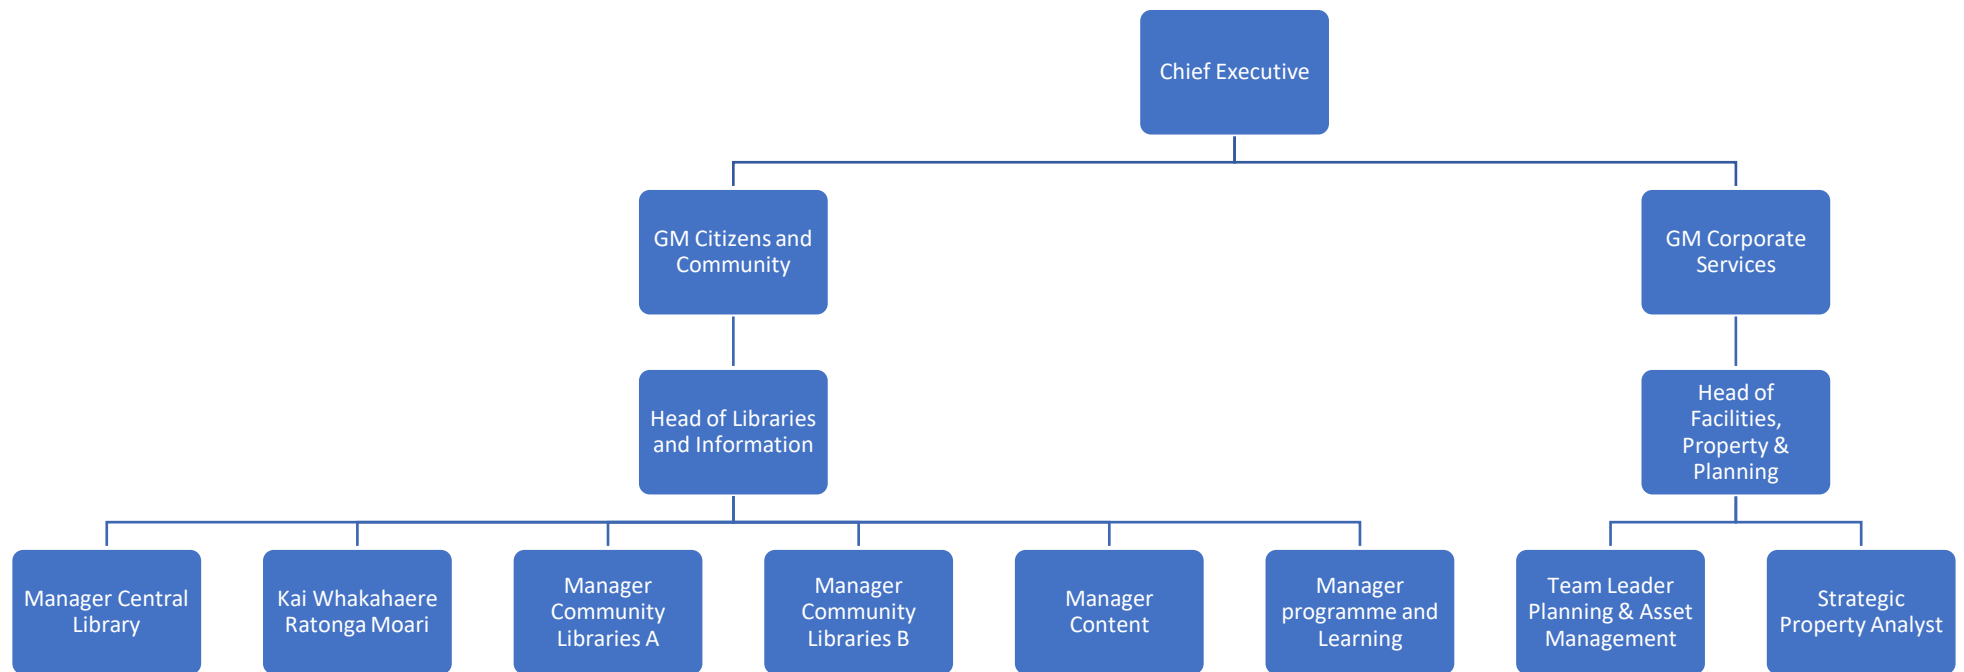 Chief Executive
GM Citizens and
Community
GM Corporate
Services
Head of Libraries
and Information
Head of
Facilities,
Property &
Planning
Manager Central
Library
Kai Whakahaere
Ratonga Moari
Manager
Community
Libraries A
Manager
Community
Libraries B
Manager
Content
Manager
programme and
Learning
Team Leader
Planning & Asset
Management
Strategic
Property Analyst